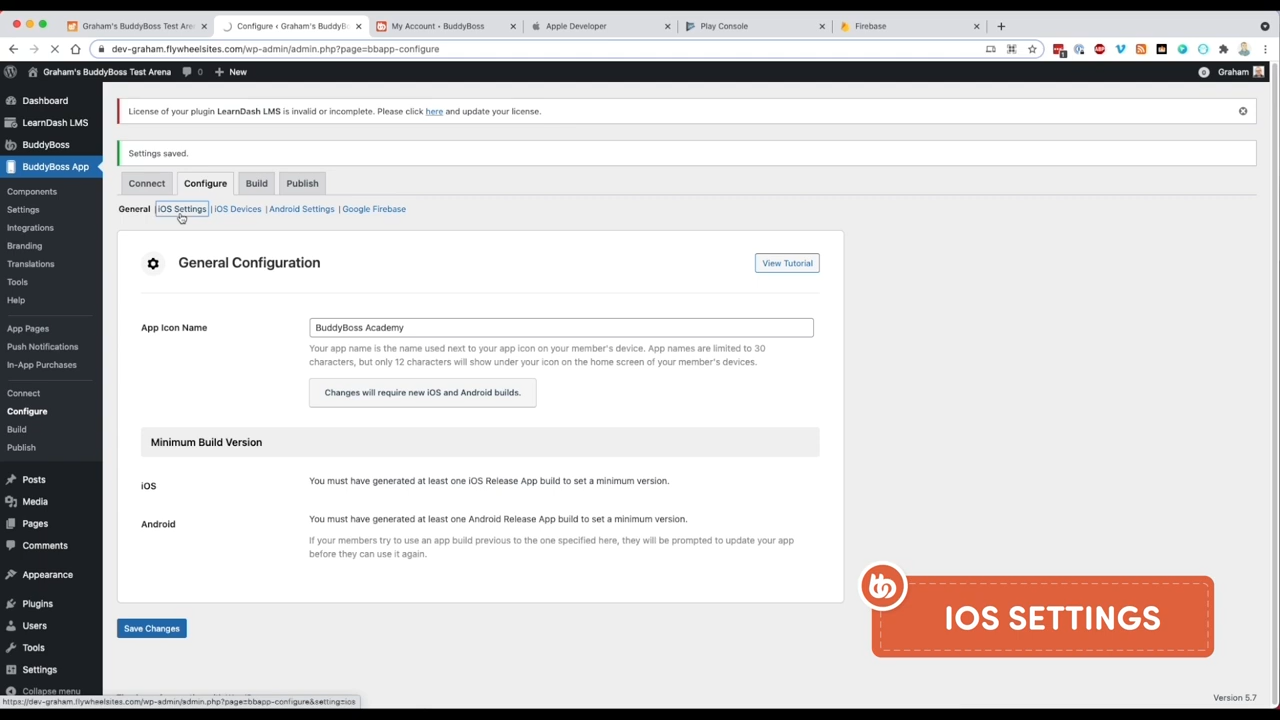 Graham's BuddyBoss Test Are
Configure ‹ Graham's BuddyBo
My Account - BuddyBoss
Apple Developer
Play Console
Firebase
dev-graham.flywheelsites.com/wp-admin/admin.php?page=bbapp-configure
Graham's BuddyBoss Test Arena
0
New
0
Graham
Dashboard
LearnDash LMS
BuddyBoss
BuddyBoss App
Components
Settings
Integrations
Branding
Translations
Tools
Help
App Pages
Push Notifications
In-App Purchases
Connect
Configure
Build
Publish
Posts
Media
Pages
Comments
Appearance
Plugins
Users
Tools
Settings
Collapse menu
License of your plugin LearnDash LMS is invalid or incomplete. Please click here and update your license.
Settings saved.
Connect
Configure
Build
Publish
General | iOS Settings | iOS Devices | Android Settings | Google Firebase
General Configuration
View Tutorial
App Icon Name
BuddyBoss Academy
Your app name is the name used next to your app icon on your member's device. App names are limited to 30
characters, but only 12 characters will show under your icon on the home screen of your member's devices.
Changes will require new iOS and Android builds.
Minimum Build Version
iOS
You must have generated at least one iOS Release App build to set a minimum version.
Android
You must have generated at least one Android Release App build to set a minimum version.
If your members try to use an app build previous to the one specified here, they will be prompted to update your app
before they can use it again.
Save Changes
IOS SETTINGS
https://dev-graham.flywheelsites.com/wp-admin/admin.php?page=bbapp-configure&setting=ios
Version 5.7